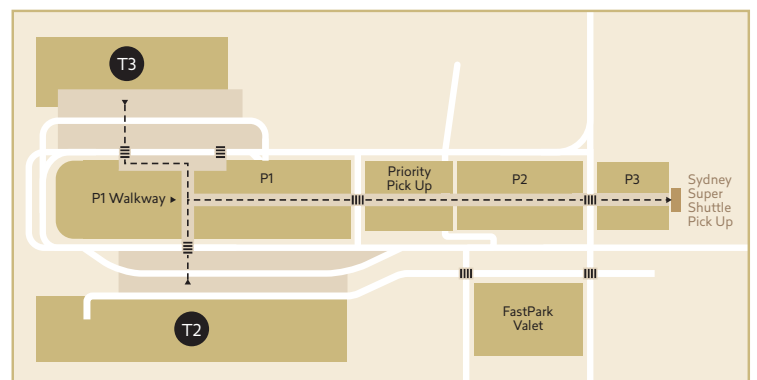 T3
P1 Walkway
P1
Priority
Pick Up
P2
P3
Sydney
Super
Shuttle
Pick Up
T2
FastPark
Valet